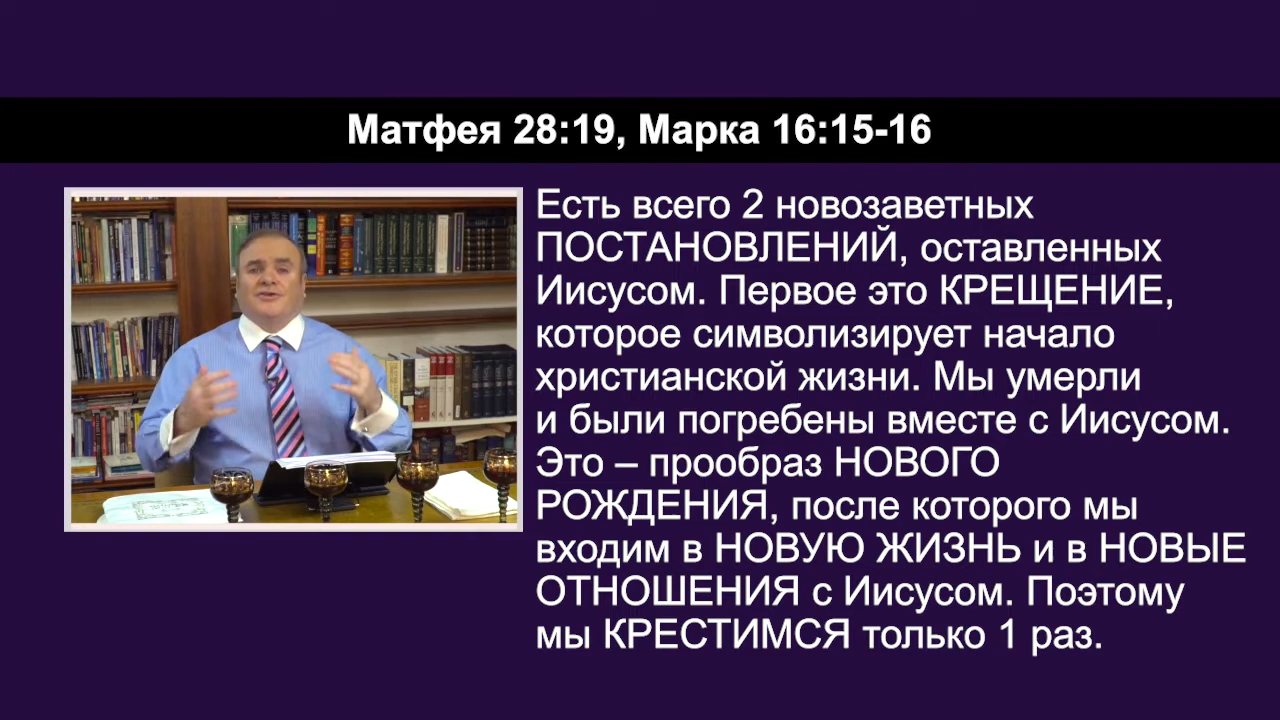 Матфея 28:19, Марка 16:15-16
Есть всего 2 новозаветных
ПОСТАНОВЛЕНИЙ, оставленных
Иисусом. Первое это КРЕЩЕНИЕ,
которое символизирует начало
христианской жизни. Мы умерли
и были погребены вместе с Иисусом.
Это – прообраз НОВОГО
РОЖДЕНИЯ, после которого мы
входим в НОВУЮ ЖИЗНЬ и в НОВЫЕ
ОТНОШЕНИЯ с Иисусом. Поэтому
мы КРЕСТИМСЯ только 1 раз.